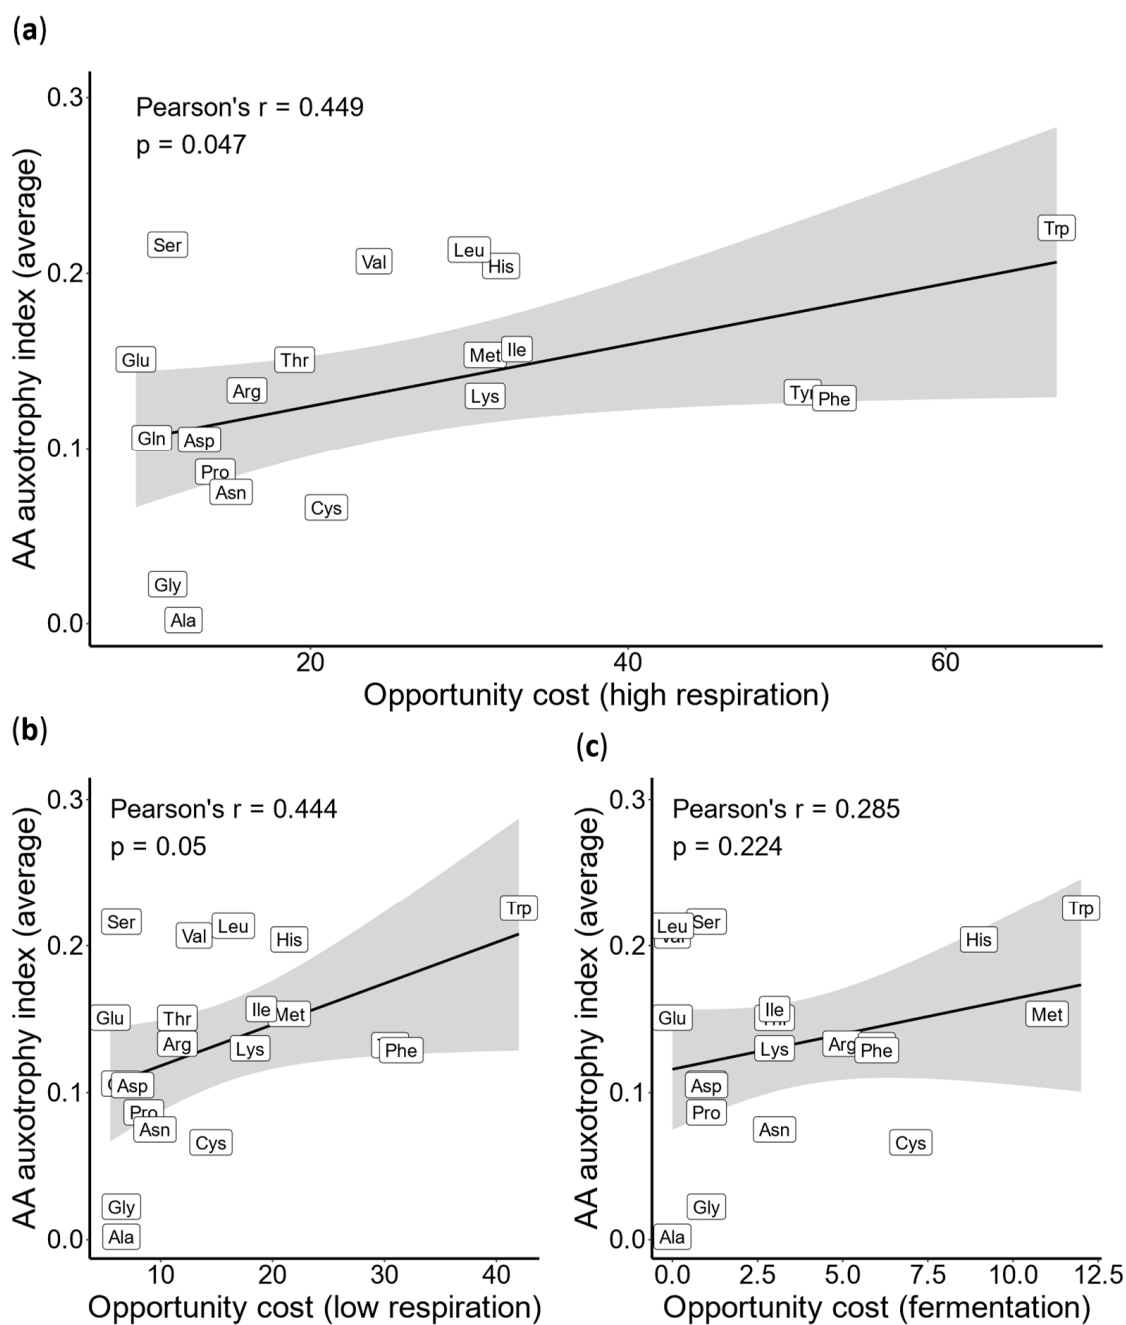 (a)
0.3
Pearson's r = 0.449
p = 0.047
Ser
Val
Leu
His
Trp
0.2
Glu
Thr
Met
Ile
Arg
Lys
Tyr
Phe
Gln
Asp
0.1
Pro
Asn
Cys
Gly
Ala
0.0
AA auxotrophy index (average)
20
40
60
Opportunity cost (high respiration)
(b)
0.3
Pearson's r = 0.444
p = 0.05
Ser
Val
Leu
His
Trp
0.2
Glu
Thr
Ile
Met
Arg
Lys
Phe
Asp
0.1
Pro
Asn
Cys
Gly
Ala
0.0
AA auxotrophy index (average)
10
20
30
40
Opportunity cost (low respiration)
(c)
0.3
Pearson's r = 0.285
p = 0.224
Leu
Ser
Val
His
Trp
0.2
Glu
Ile
Thr
Met
Lys
Arg
Phe
Asp
0.1
Pro
Asn
Cys
Gly
Ala
0.0
AA auxotrophy index (average)
0.0
2.5
5.0
7.5
10.0
12.5
Opportunity cost (fermentation)